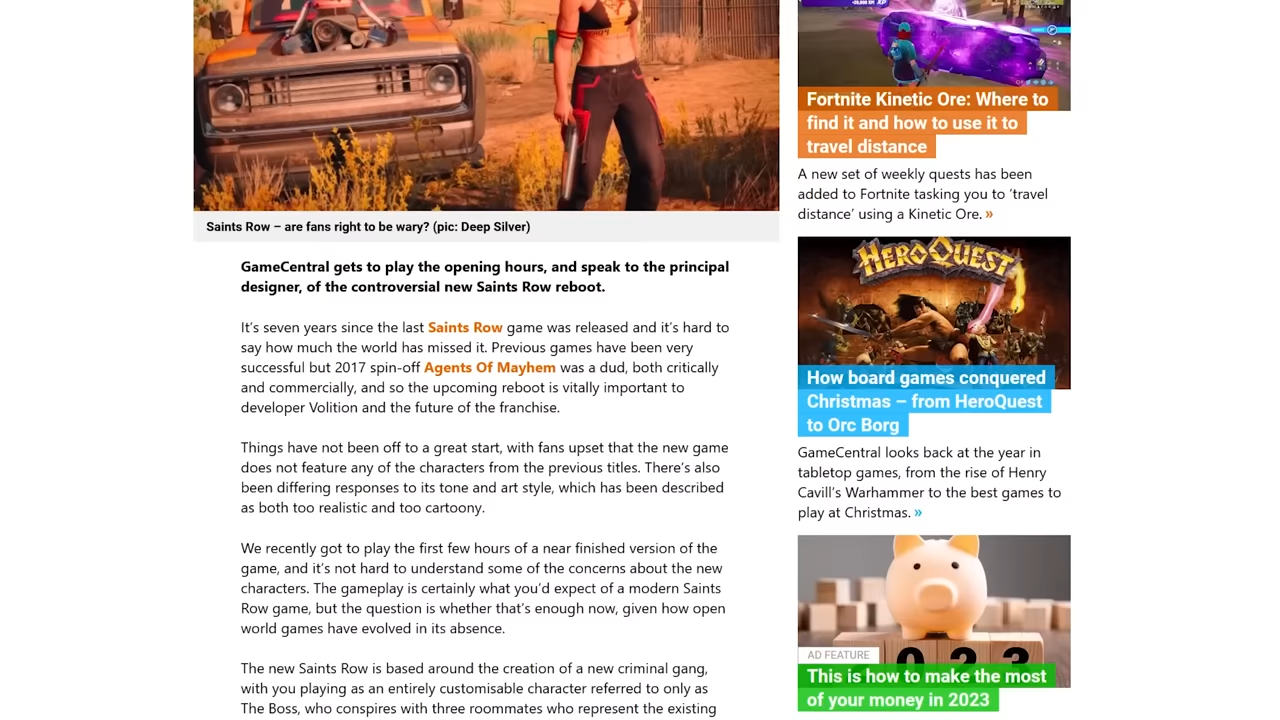 Saints Row – are fans right to be wary? (pic: Deep Silver)
GameCentral gets to play the opening hours, and speak to the principal
designer, of the controversial new Saints Row reboot.
It’s seven years since the last Saints Row game was released and it’s hard to
say how much the world has missed it. Previous games have been very
successful but 2017 spin-off Agents Of Mayhem was a dud, both critically
and commercially, and so the upcoming reboot is vitally important to
developer Volition and the future of the franchise.
Things have not been off to a great start, with fans upset that the new game
does not feature any of the characters from the previous titles. There’s also
been differing responses to its tone and art style, which has been described
as both too realistic and too cartoony.
We recently got to play the first few hours of a near finished version of the
game, and it’s not hard to understand some of the concerns about the new
characters. The gameplay is certainly what you’d expect of a modern Saints
Row game, but the question is whether that’s enough now, given how open
world games have evolved in its absence.
The new Saints Row is based around the creation of a new criminal gang,
with you playing as an entirely customisable character referred to only as
The Boss, who conspires with three roommates who represent the existing
Fortnite Kinetic Ore: Where to
find it and how to use it to
travel distance
A new set of weekly quests has been
added to Fortnite tasking you to ‘travel
distance’ using a Kinetic Ore. »
HEROQUEST
How board games conquered
Christmas – from HeroQuest
to Orc Borg
GameCentral looks back at the year in
tabletop games, from the rise of Henry
Cavill’s Warhammer to the best games to
play at Christmas. »
AD FEATURE
023
This is how to make the most
of your money in 2023